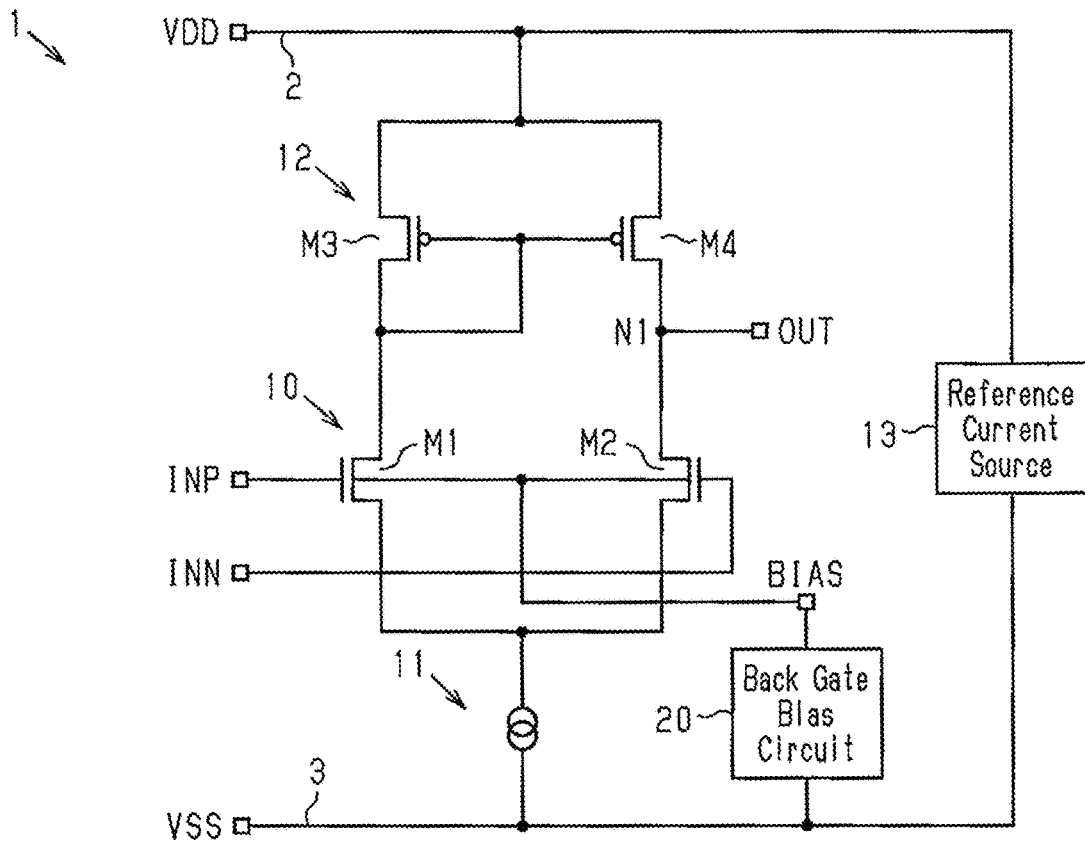 1
VDD
2
12
M3
M4
N1
OUT
10
M1
M2
13
Reference
Current
Source
INP
INN
BIAS
11
20
Back Gate
Bias
Circuit
3
VSS